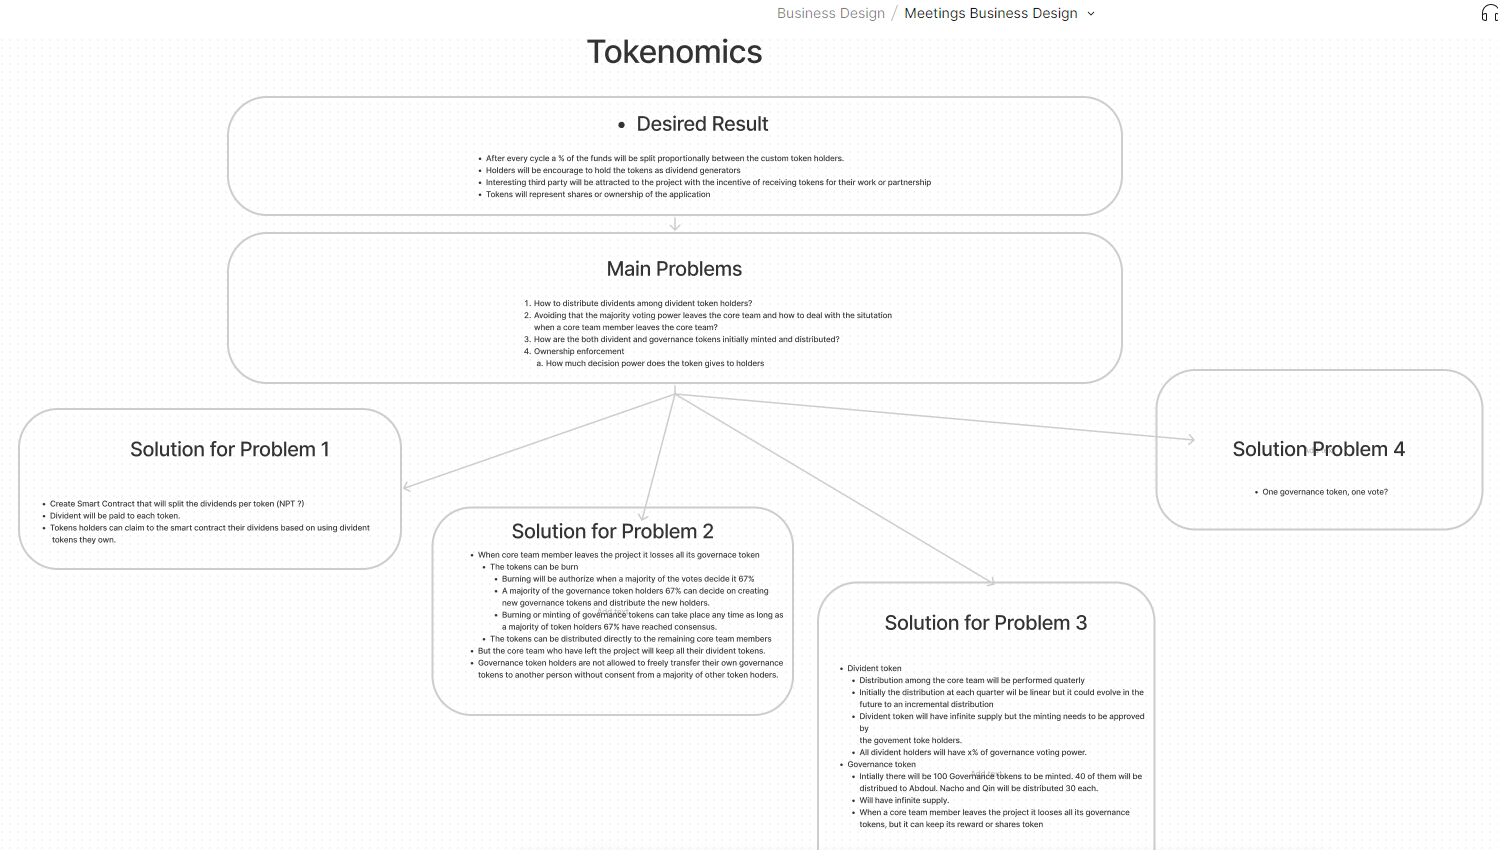 Business Design / Meetings Business Design
Tokenomics
• Desired Result
• After every cycle a % of the funds will be split proportionally between the custom token holders.
• Holders will be encourage to hold the tokens as dividend generators
• Interesting third party will be attracted to the project with the incentive of receiving tokens for their work or partnership
• Tokens will represent shares or ownership of the application
Main Problems
1. How to distribute dividents among divident token holders?
2. Avoiding that the majority voting power leaves the core team and how to deal with the situtation
when a core team member leaves the core team?
3. How are the both divident and governance tokens initially minted and distributed?
4. Ownership enforcement
a. How much decision power does the token gives to holders
Solution for Problem 1
• Create Smart Contract that will split the dividends per token (NPT ?)
• Divident will be paid to each token.
• Tokens holders can claim to the smart contract their dividens based on using divident
tokens they own.
Solution for Problem 2
• When core team member leaves the project it losses all its governace token
• The tokens can be burn
• Burning will be authorize when a majority of the votes decide it 67%
• A majority of the governance token holders 67% can decide on creating
new governance tokens and distribute the new holders.
Add text
• Burning or minting of governance tokens can take place any time as long as
a majority of token holders 67% have reached consensus.
• The tokens can be distributed directly to the remaining core team members
• But the core team who have left the project will keep all their divident tokens.
• Governance token holders are not allowed to freely transfer their own governance
tokens to another person without consent from a majority of other token hoders.
Solution for Problem 3
• Divident token
• Distribution among the core team will be performed quaterly
• Initially the distribution at each quarter wil be linear but it could evolve in the
future to an incremental distribution
• Divident token will have infinite supply but the minting needs to be approved
by
the govement toke holders.
• All divident holders will have x% of governance voting power.
• Governance token
Add text
• Intially there will be 100 Governance tokens to be minted. 40 of them will be
distribued to Abdoul. Nacho and Qin will be distributed 30 each.
• Will have infinite supply.
• When a core team member leaves the project it looses all its governance
tokens, but it can keep its reward or shares token
Solution Problem 4
• One governance token, one vote?